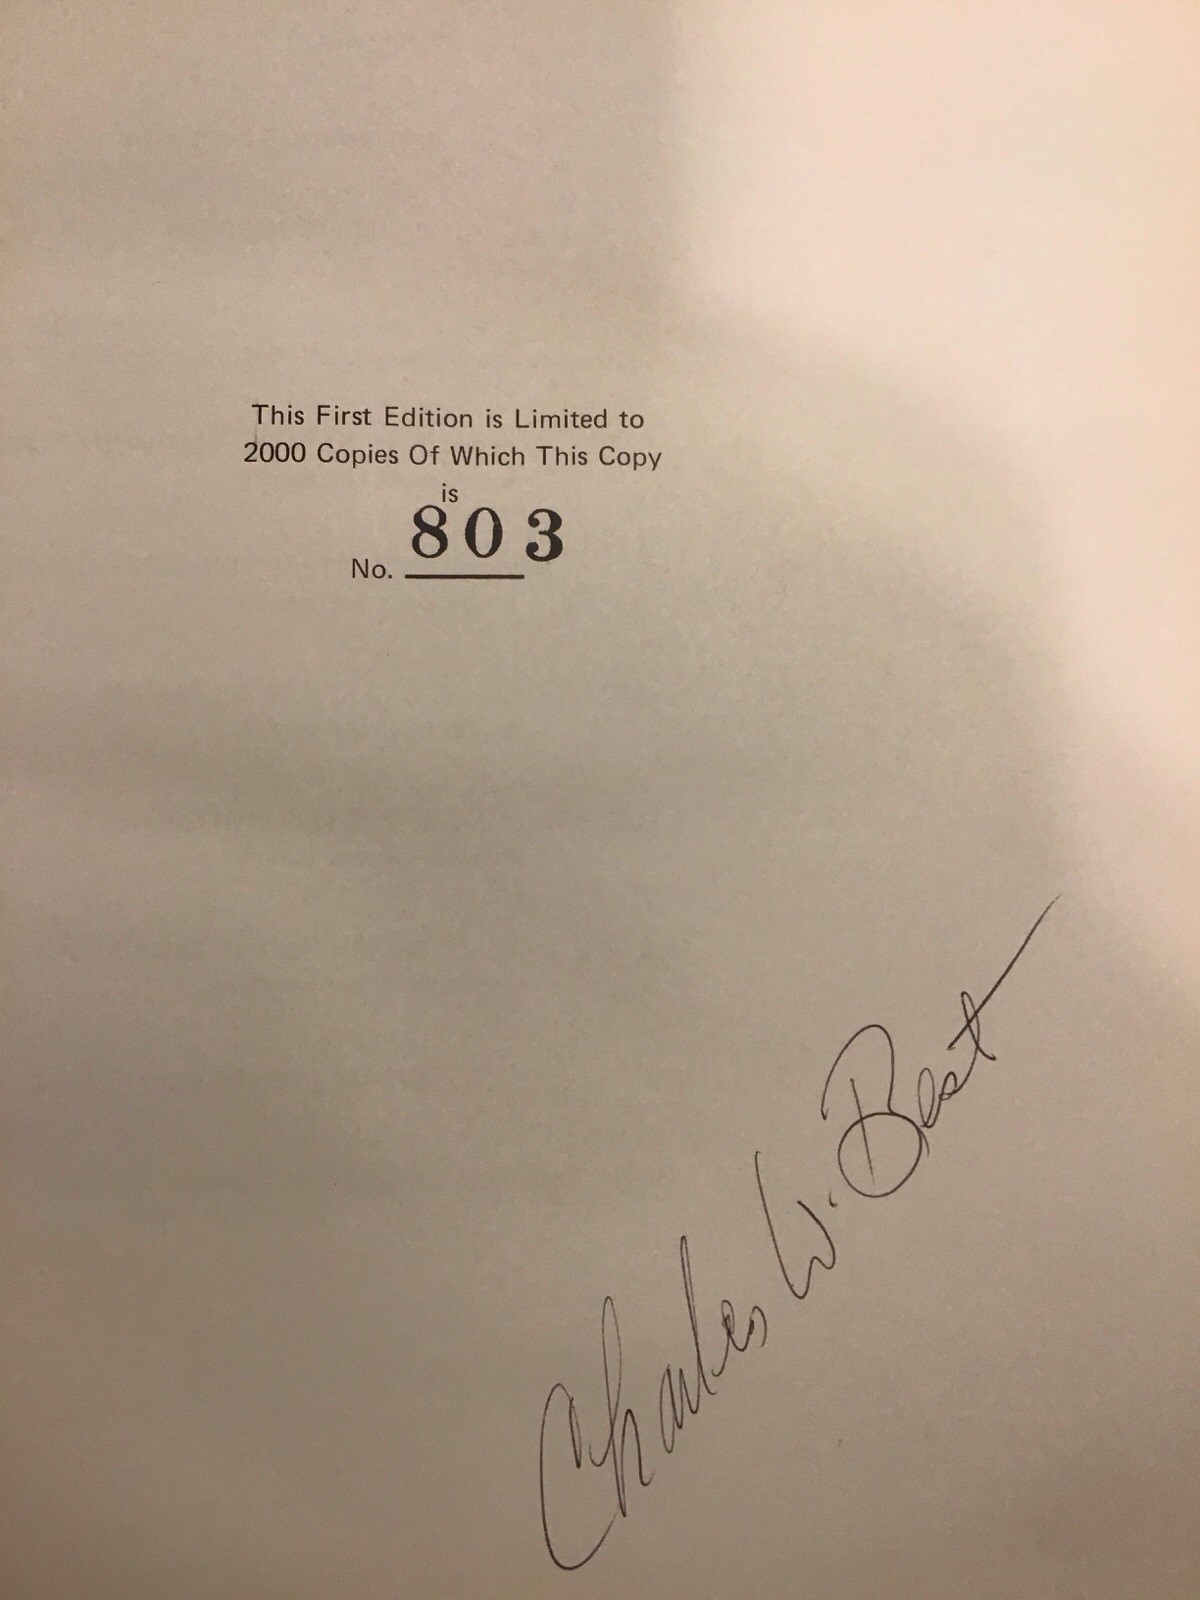 This First Edition is Limited to
2000 Copies Of Which This Copy
is
No. 803
Charles W. Best